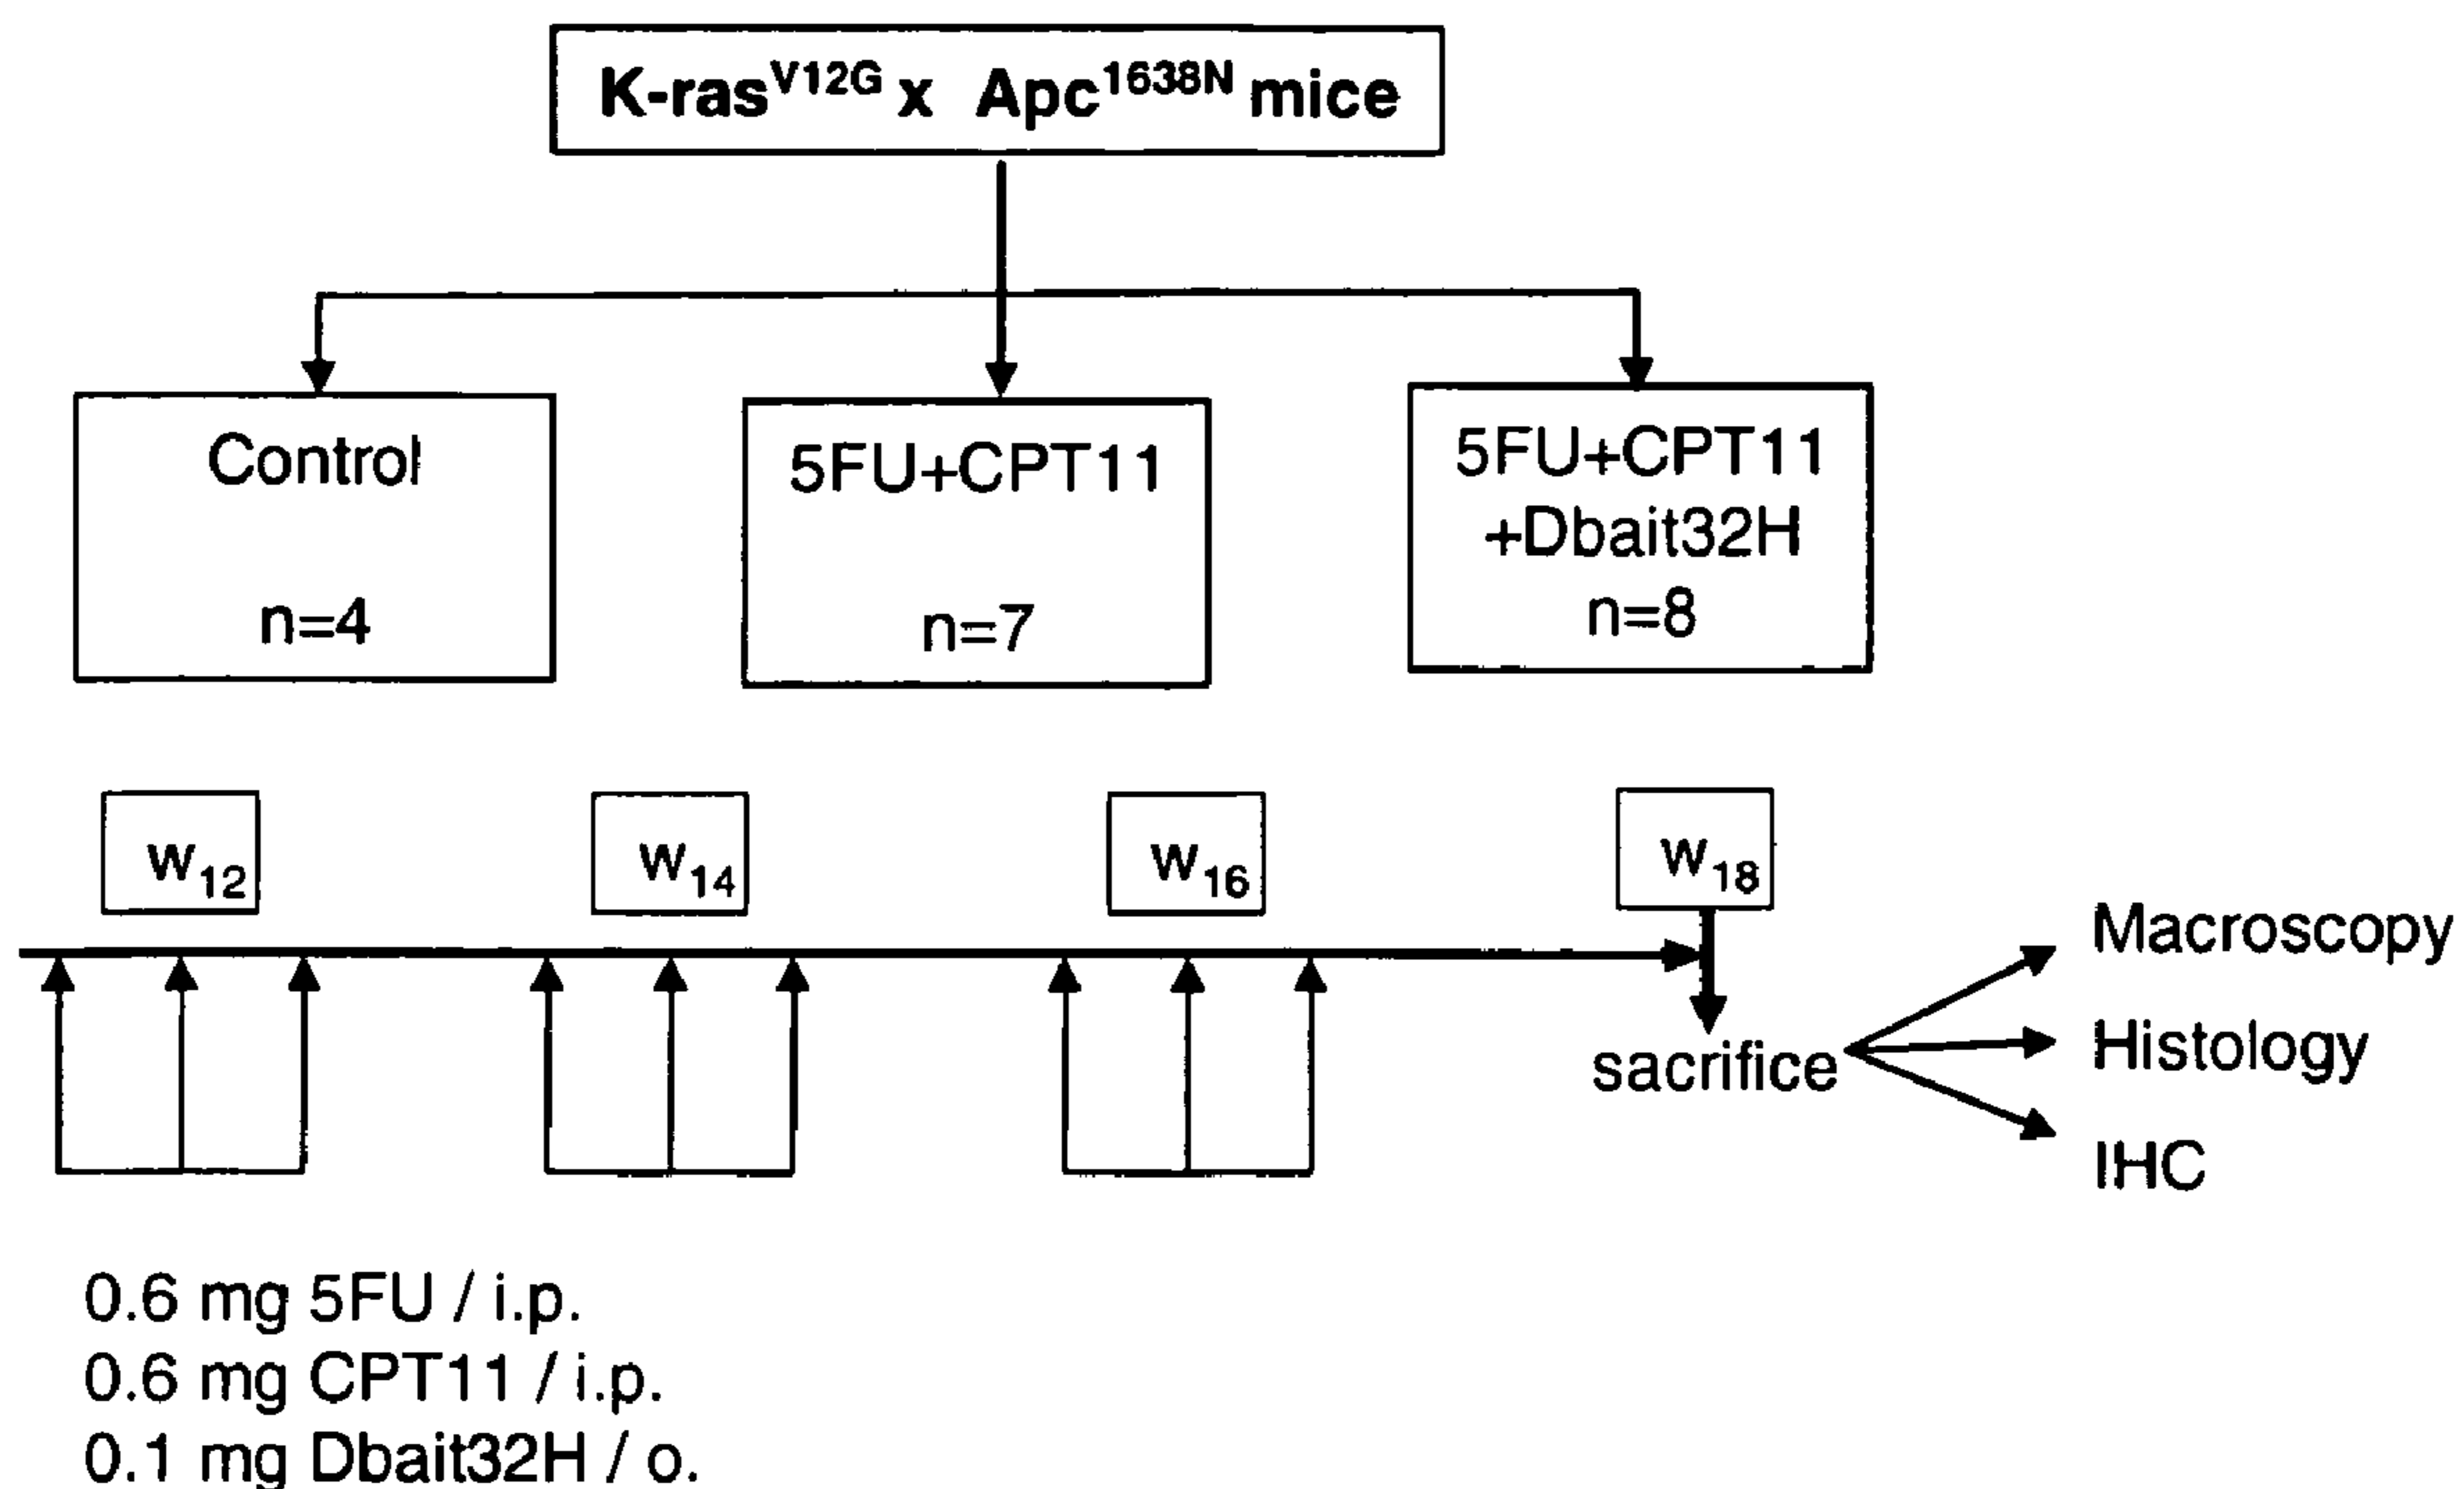 K-ras^V12G x Apc^1638N mice
Control
n=4
5FU+CPT11
n=7
5FU+CPT11
+Dbait32H
n=8
w12
w14
w16
w18
sacrifice
Macroscopy
Histology
IHC
0.6 mg 5FU / i.p.
0.6 mg CPT11 / i.p.
0.1 mg Dbait32H / o.